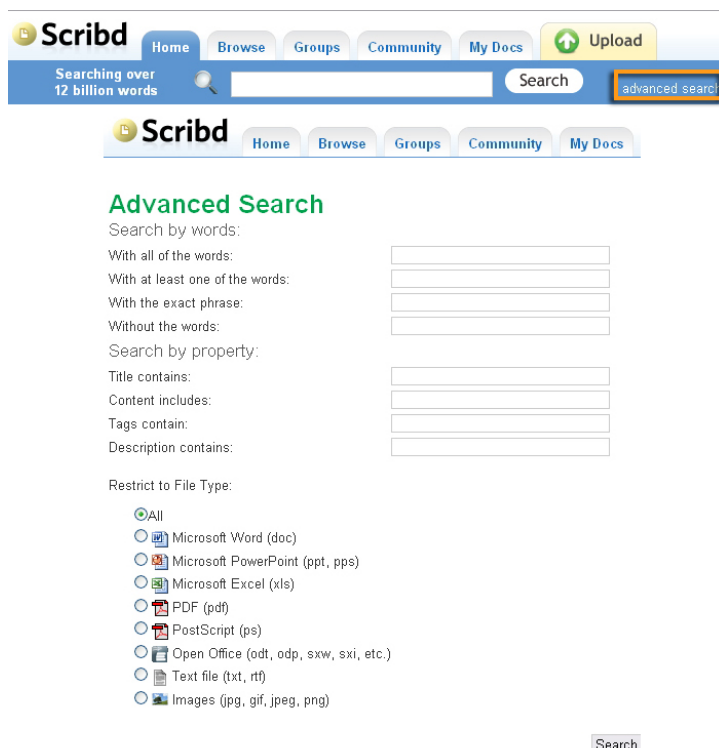 Scribd Home Browse Groups Community My Docs Upload
Searching over
12 billion words
Search
advanced search
Scribd Home Browse Groups Community My Docs
Advanced Search
Search by words:
With all of the words:
With at least one of the words:
With the exact phrase:
Without the words:
Search by property:
Title contains:
Content includes:
Tags contain:
Description contains:
Restrict to File Type:
All
Microsoft Word (doc)
Microsoft PowerPoint (ppt, pps)
Microsoft Excel (xls)
PDF (pdf)
PostScript (ps)
Open Office (odt, odp, sxw, sxi, etc.)
Text file (txt, rtf)
Images (jpg, gif, jpeg, png)
Search